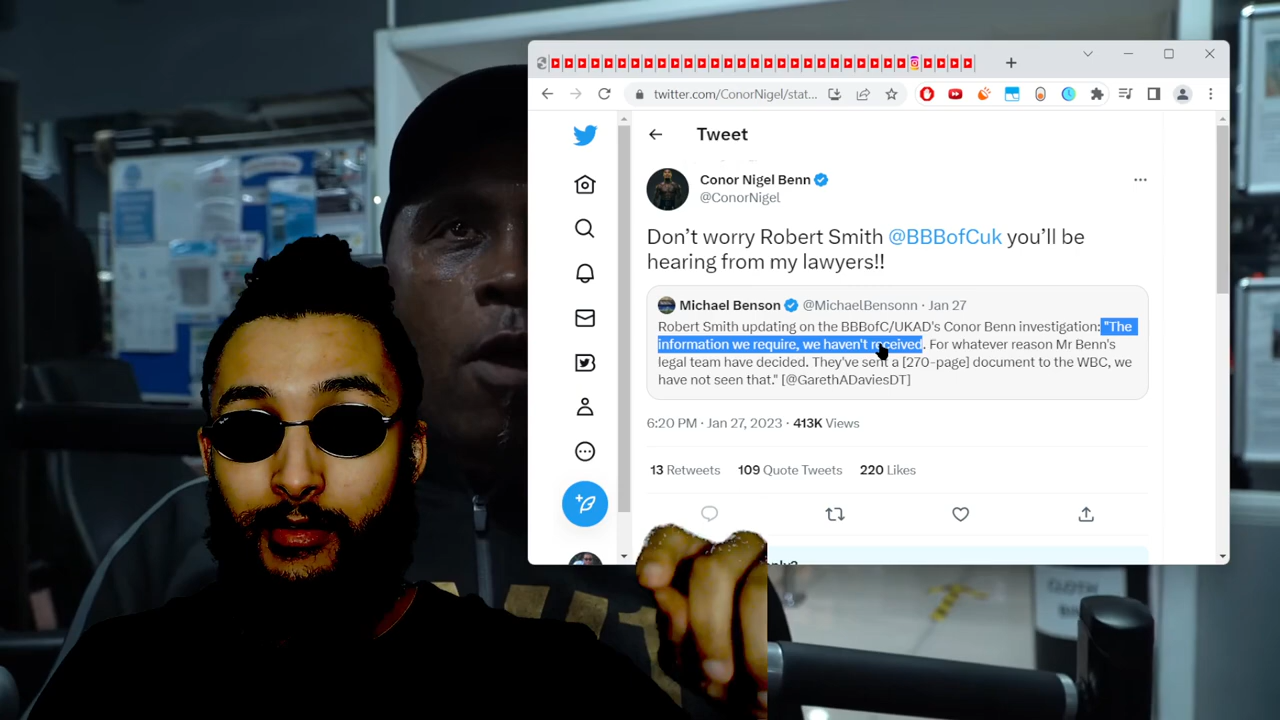 twitter.com/ConorNigel/stat...
Tweet
Conor Nigel Benn
@ConorNigel
Don't worry Robert Smith @BBBofCuk you'll be
hearing from my lawyers!!
Michael Benson @MichaelBensonn · Jan 27
Robert Smith updating on the BBBofC/UKAD's Conor Benn investigation: "The
information we require, we haven't received. For whatever reason Mr Benn's
legal team have decided. They've sent a [270-page] document to the WBC, we
have not seen that." [@GarethADaviesDT]
6:20 PM · Jan 27, 2023 · 413K Views
13 Retweets 109 Quote Tweets 220 Likes
CLOTH